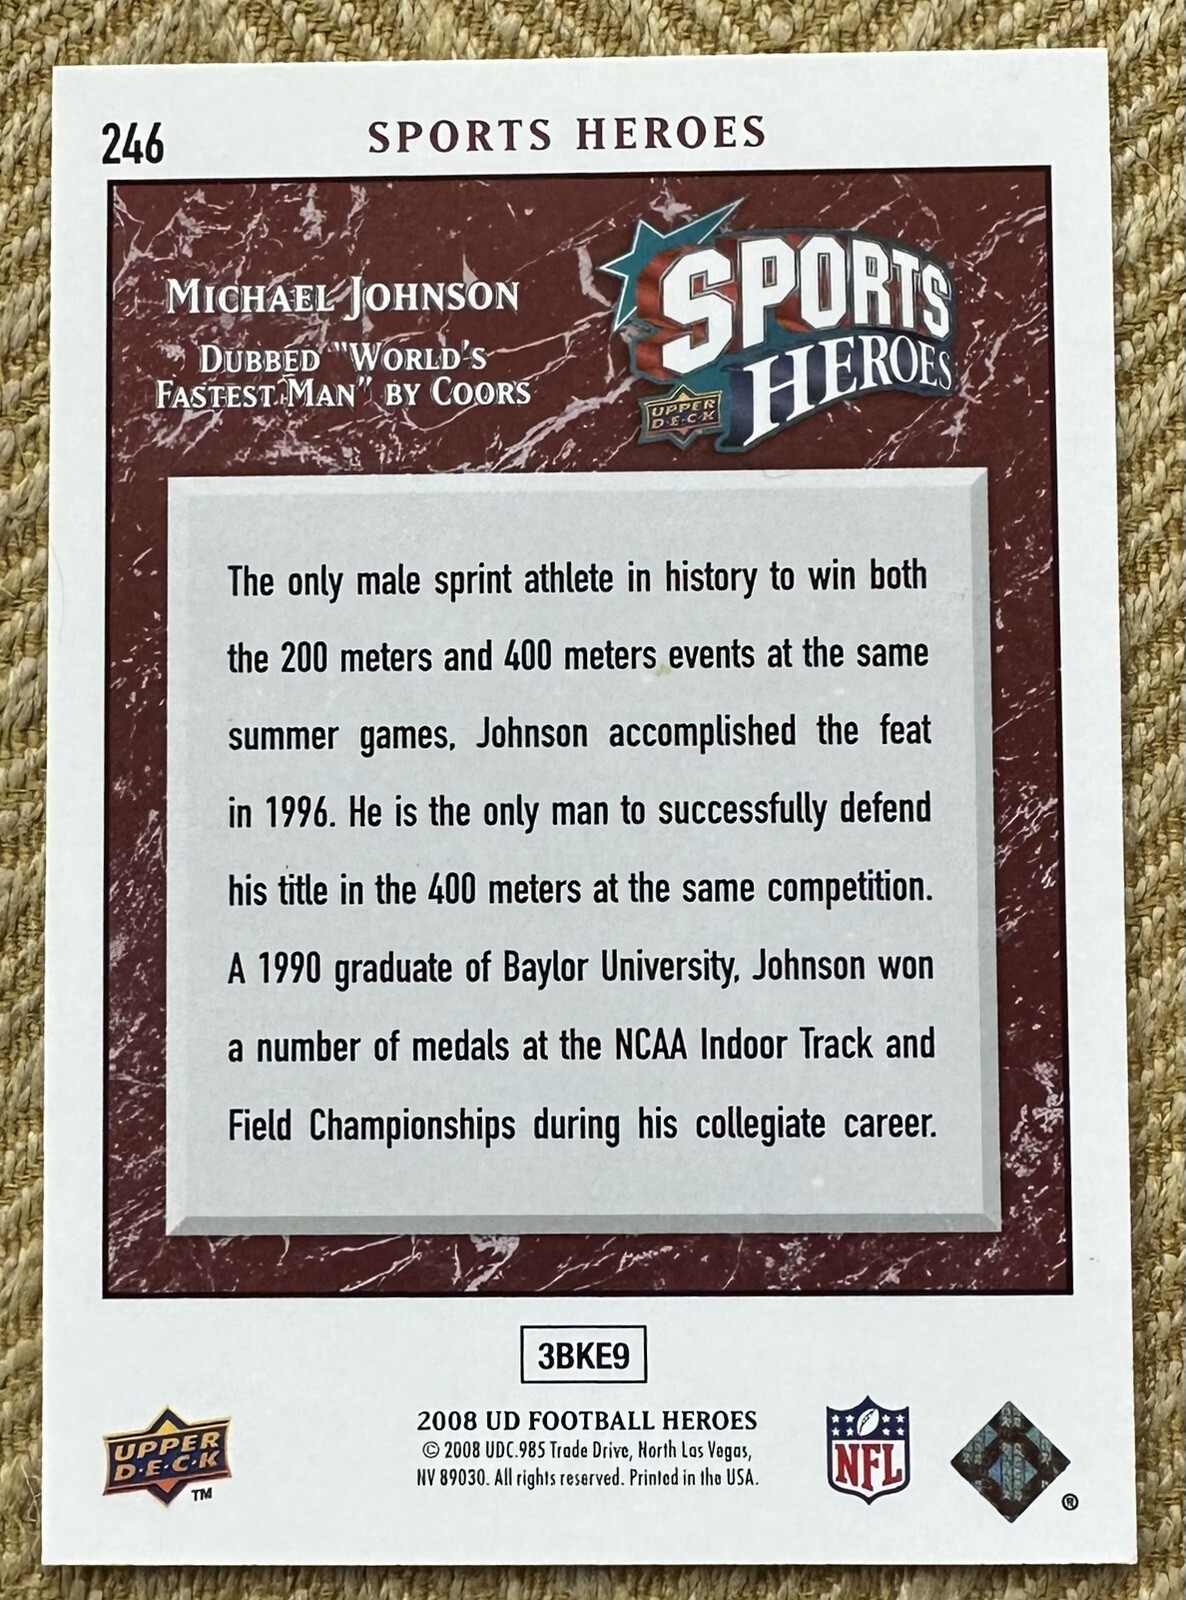 246
SPORTS HEROES
MICHAEL JOHNSON
DUBBED "WORLD'S
FASTEST MAN" BY COORS
SPORTS
HEROES
UPPER
D·E·C·K
The only male sprint athlete in history to win both
the 200 meters and 400 meters events at the same
summer games, Johnson accomplished the feat
in 1996. He is the only man to successfully defend
his title in the 400 meters at the same competition.
A 1990 graduate of Baylor University, Johnson won
a number of medals at the NCAA Indoor Track and
Field Championships during his collegiate career.
3BKE9
UPPER
D·E·C·K
TM
2008 UD FOOTBALL HEROES
© 2008 UDC. 985 Trade Drive, North Las Vegas,
NV 89030. All rights reserved. Printed in the USA.
NFL
®